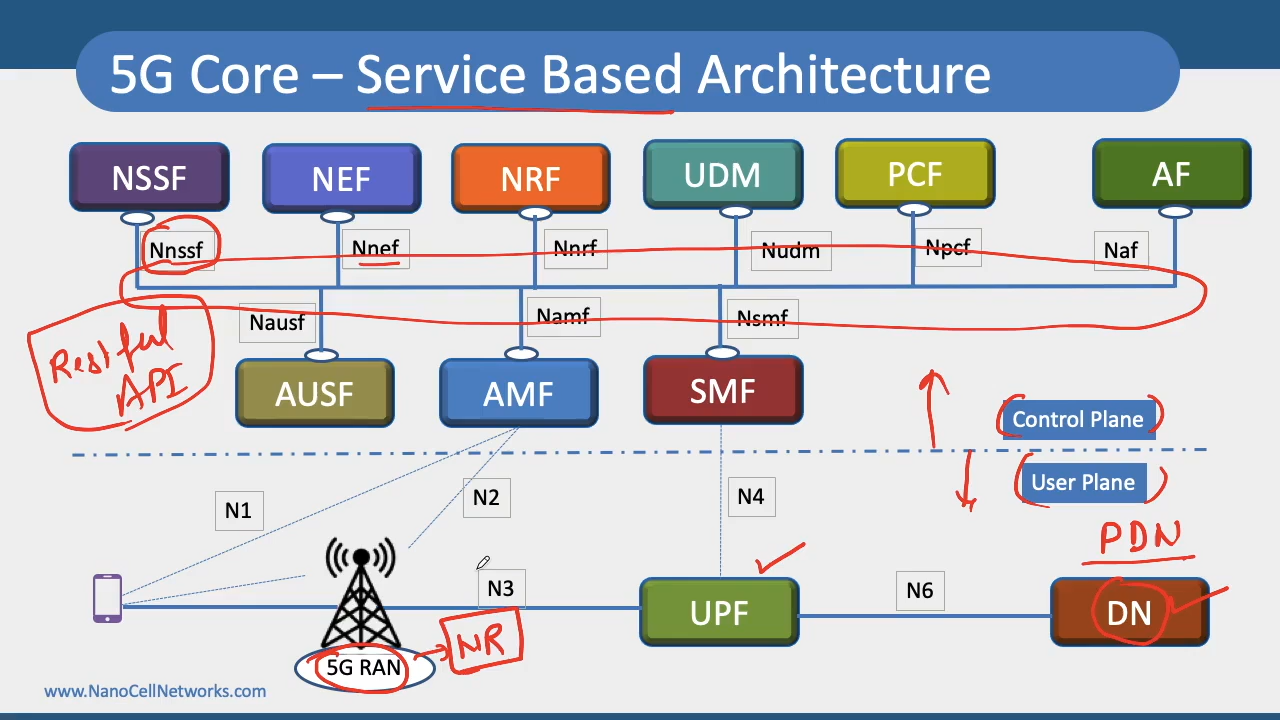 5G Core – Service Based Architecture
NSSF
NEF
NRF
UDM
PCF
AF
Nnssf
Nnef
Nnrf
Nudm
Npcf
Naf
Restful
API
Nausf
Namf
Nsmf
AUSF
AMF
SMF
Control Plane
User Plane
N1
N2
N4
PDN
N3
N6
UPF
DN
NR
5G RAN
www.NanoCellNetworks.com